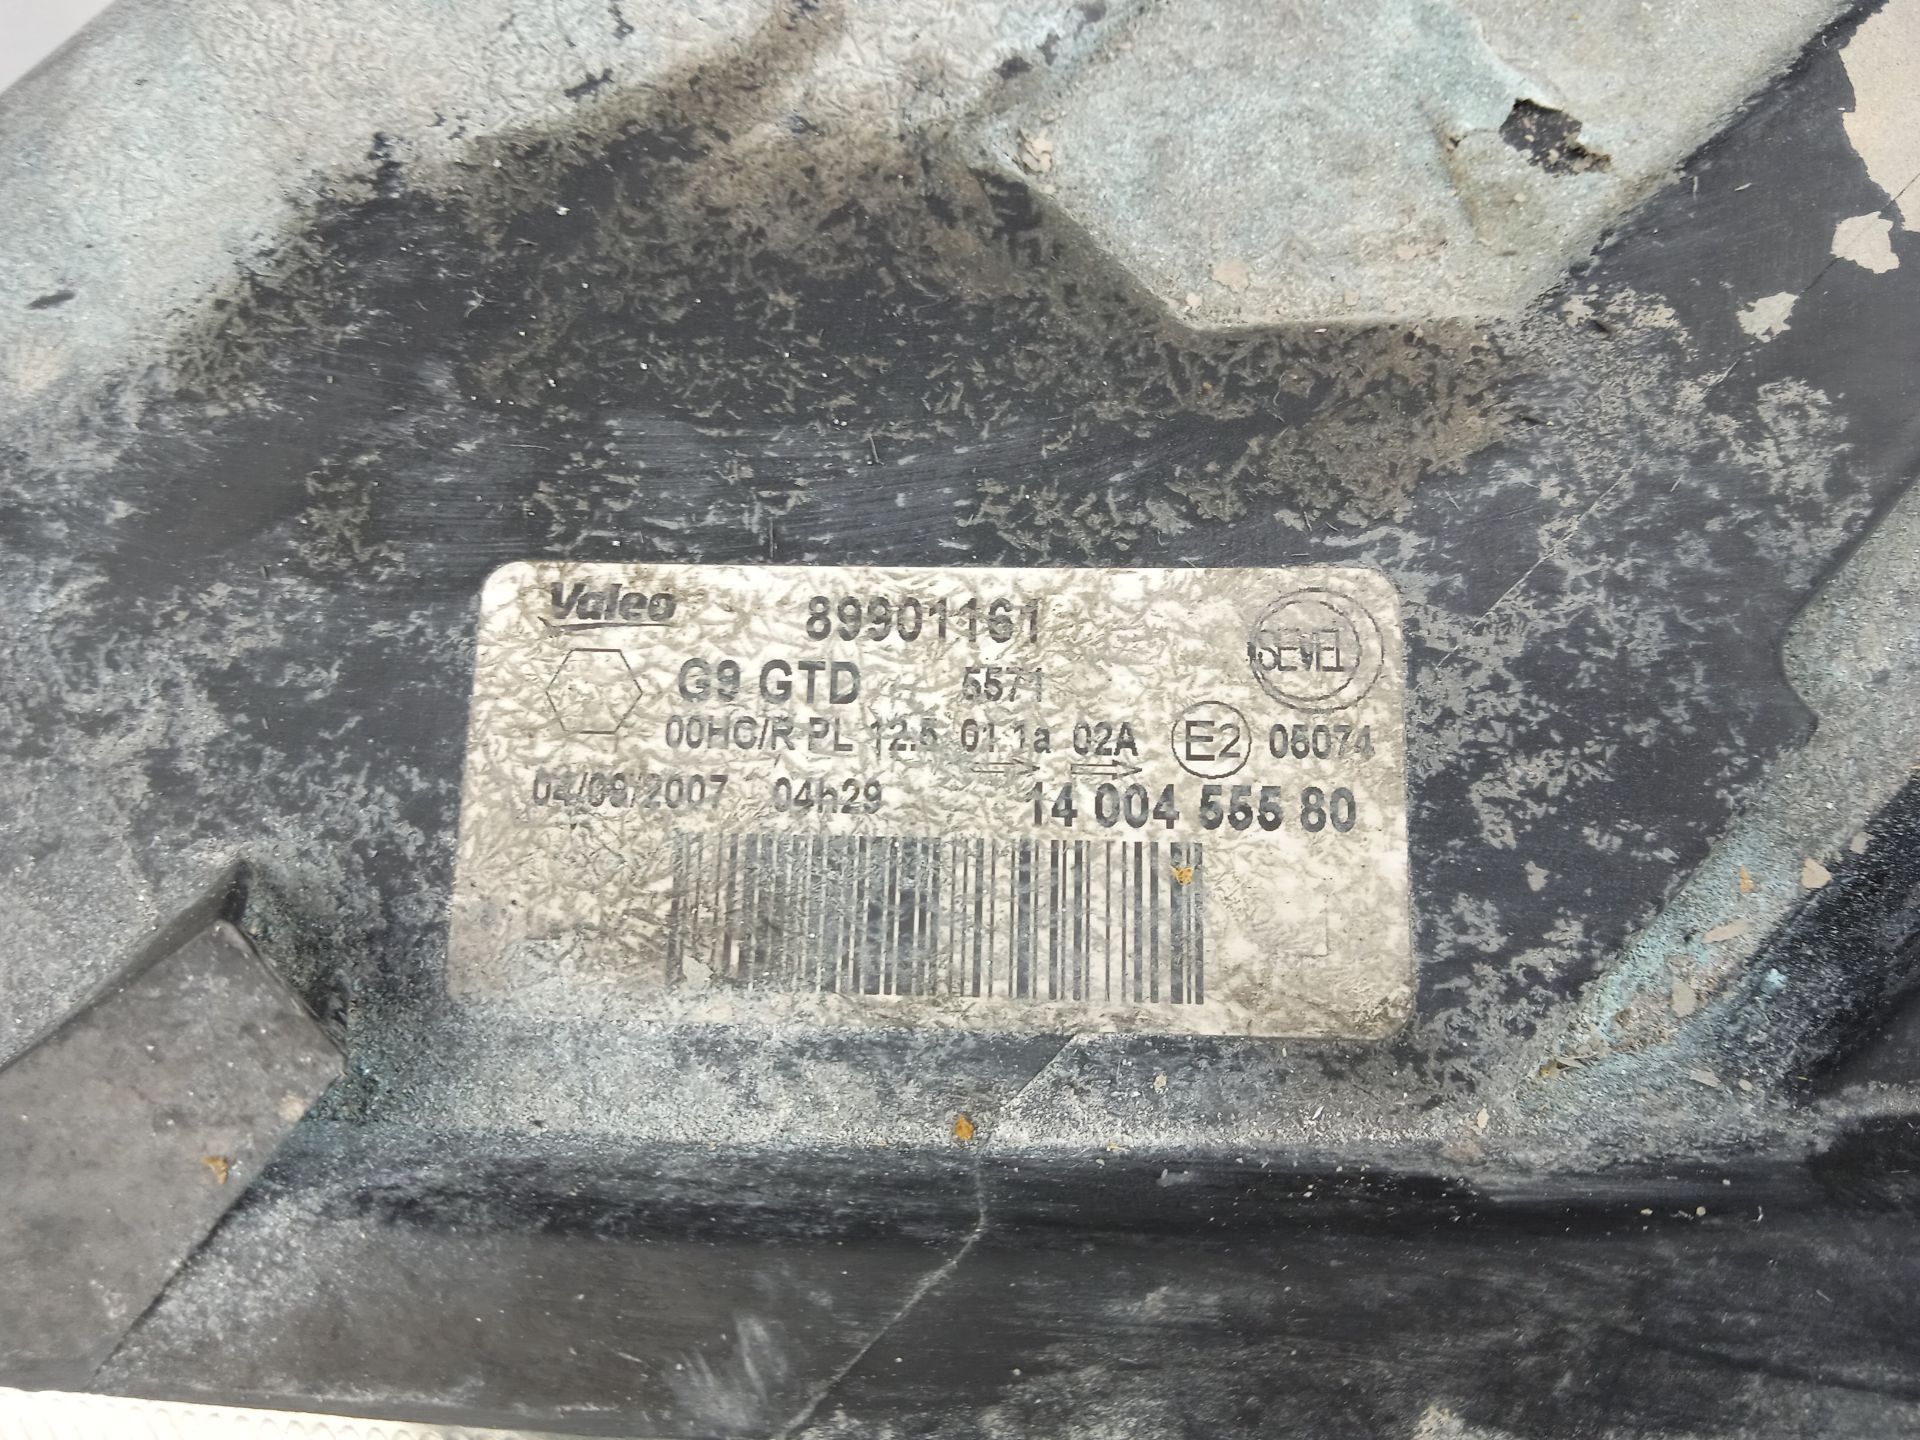 Valeo 89901161 SEVEL
G9 GTD 5571
00HC/R PL 12.5 01 1a 02A E2 05074
04/09/2007 04h29 14 004 555 80